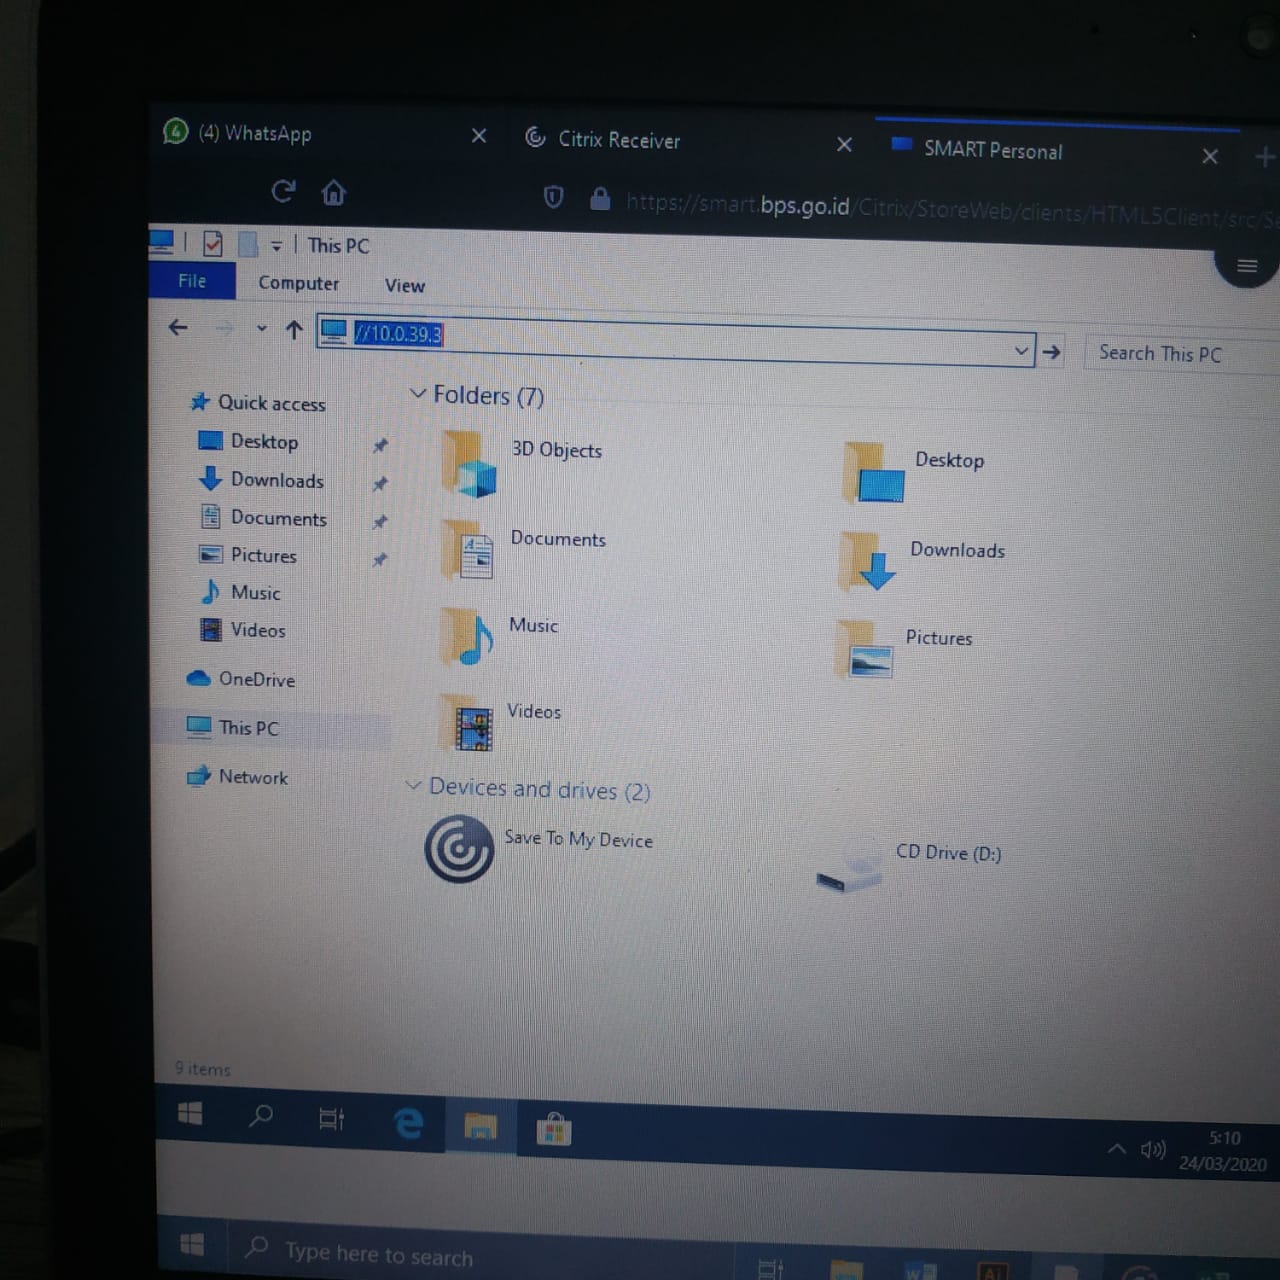 (4) WhatsApp
Citrix Receiver
SMART Personal
https://smart.bps.go.id/Citrix/StoreWeb/clients/HTML5Client/src/S
This PC
File
Computer
View
//10.0.39.3
Search This PC
Quick access
Desktop
Downloads
Documents
Pictures
Music
Videos
OneDrive
This PC
Network
Folders (7)
3D Objects
Desktop
Documents
Downloads
Music
Pictures
Videos
Devices and drives (2)
Save To My Device
CD Drive (D:)
9 items
5:10
24/03/2020
Type here to search